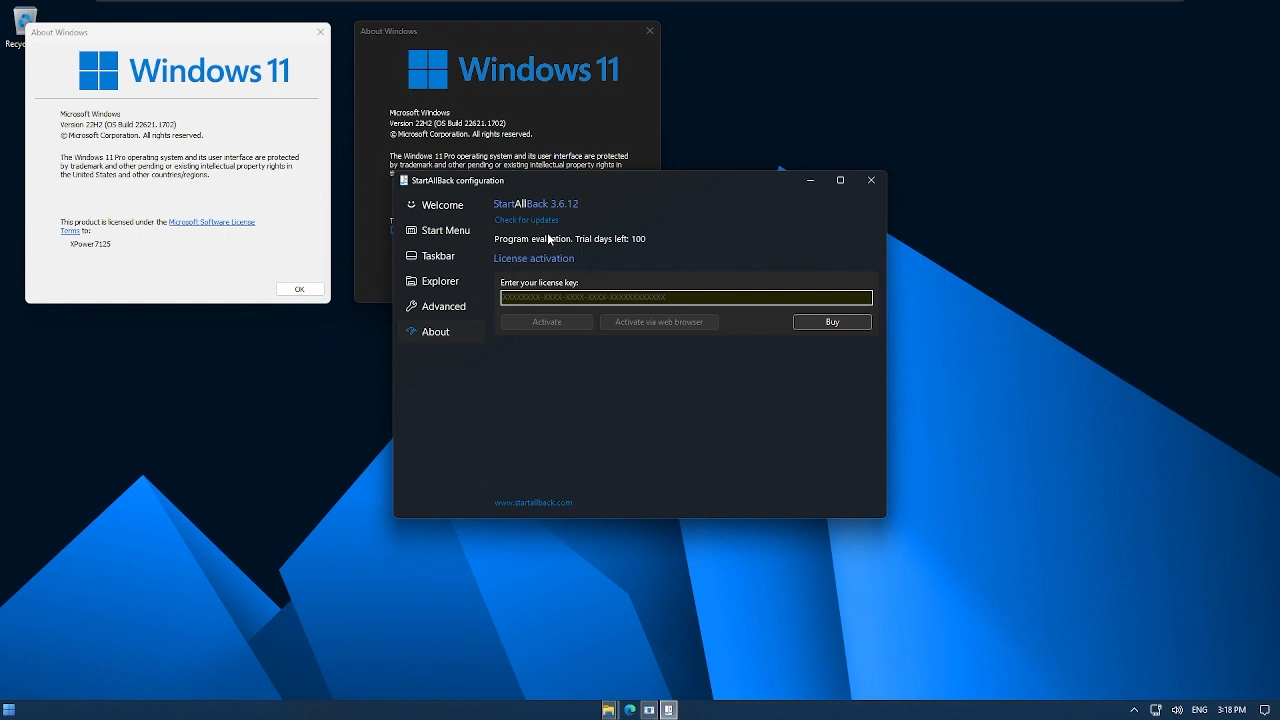 Recyc
About Windows
Windows 11
Microsoft Windows
Version 22H2 (OS Build 22621.1702)
© Microsoft Corporation. All rights reserved.
The Windows 11 Pro operating system and its user interface are protected
by trademark and other pending or existing intellectual property rights in
the United States and other countries/regions.
This product is licensed under the Microsoft Software License
Terms to:
XPower7125
OK
About Windows
Windows 11
Microsoft Windows
Version 22H2 (OS Build 22621.1702)
© Microsoft Corporation. All rights reserved.
The Windows 11 Pro operating system and its user interface are protected
by trademark and other pending or existing intellectual property rights in
StartAllBack configuration
Welcome
Start Menu
Taskbar
Explorer
Advanced
About
StartAllBack 3.6.12
Check for updates
Program evaluation. Trial days left: 100
License activation
Enter your license key:
XXXXXXXX-XXXX-XXXX-XXXX-XXXXXXXXXXXX
Activate
Activate via web browser
Buy
www.startallback.com
ENG
3:18 PM